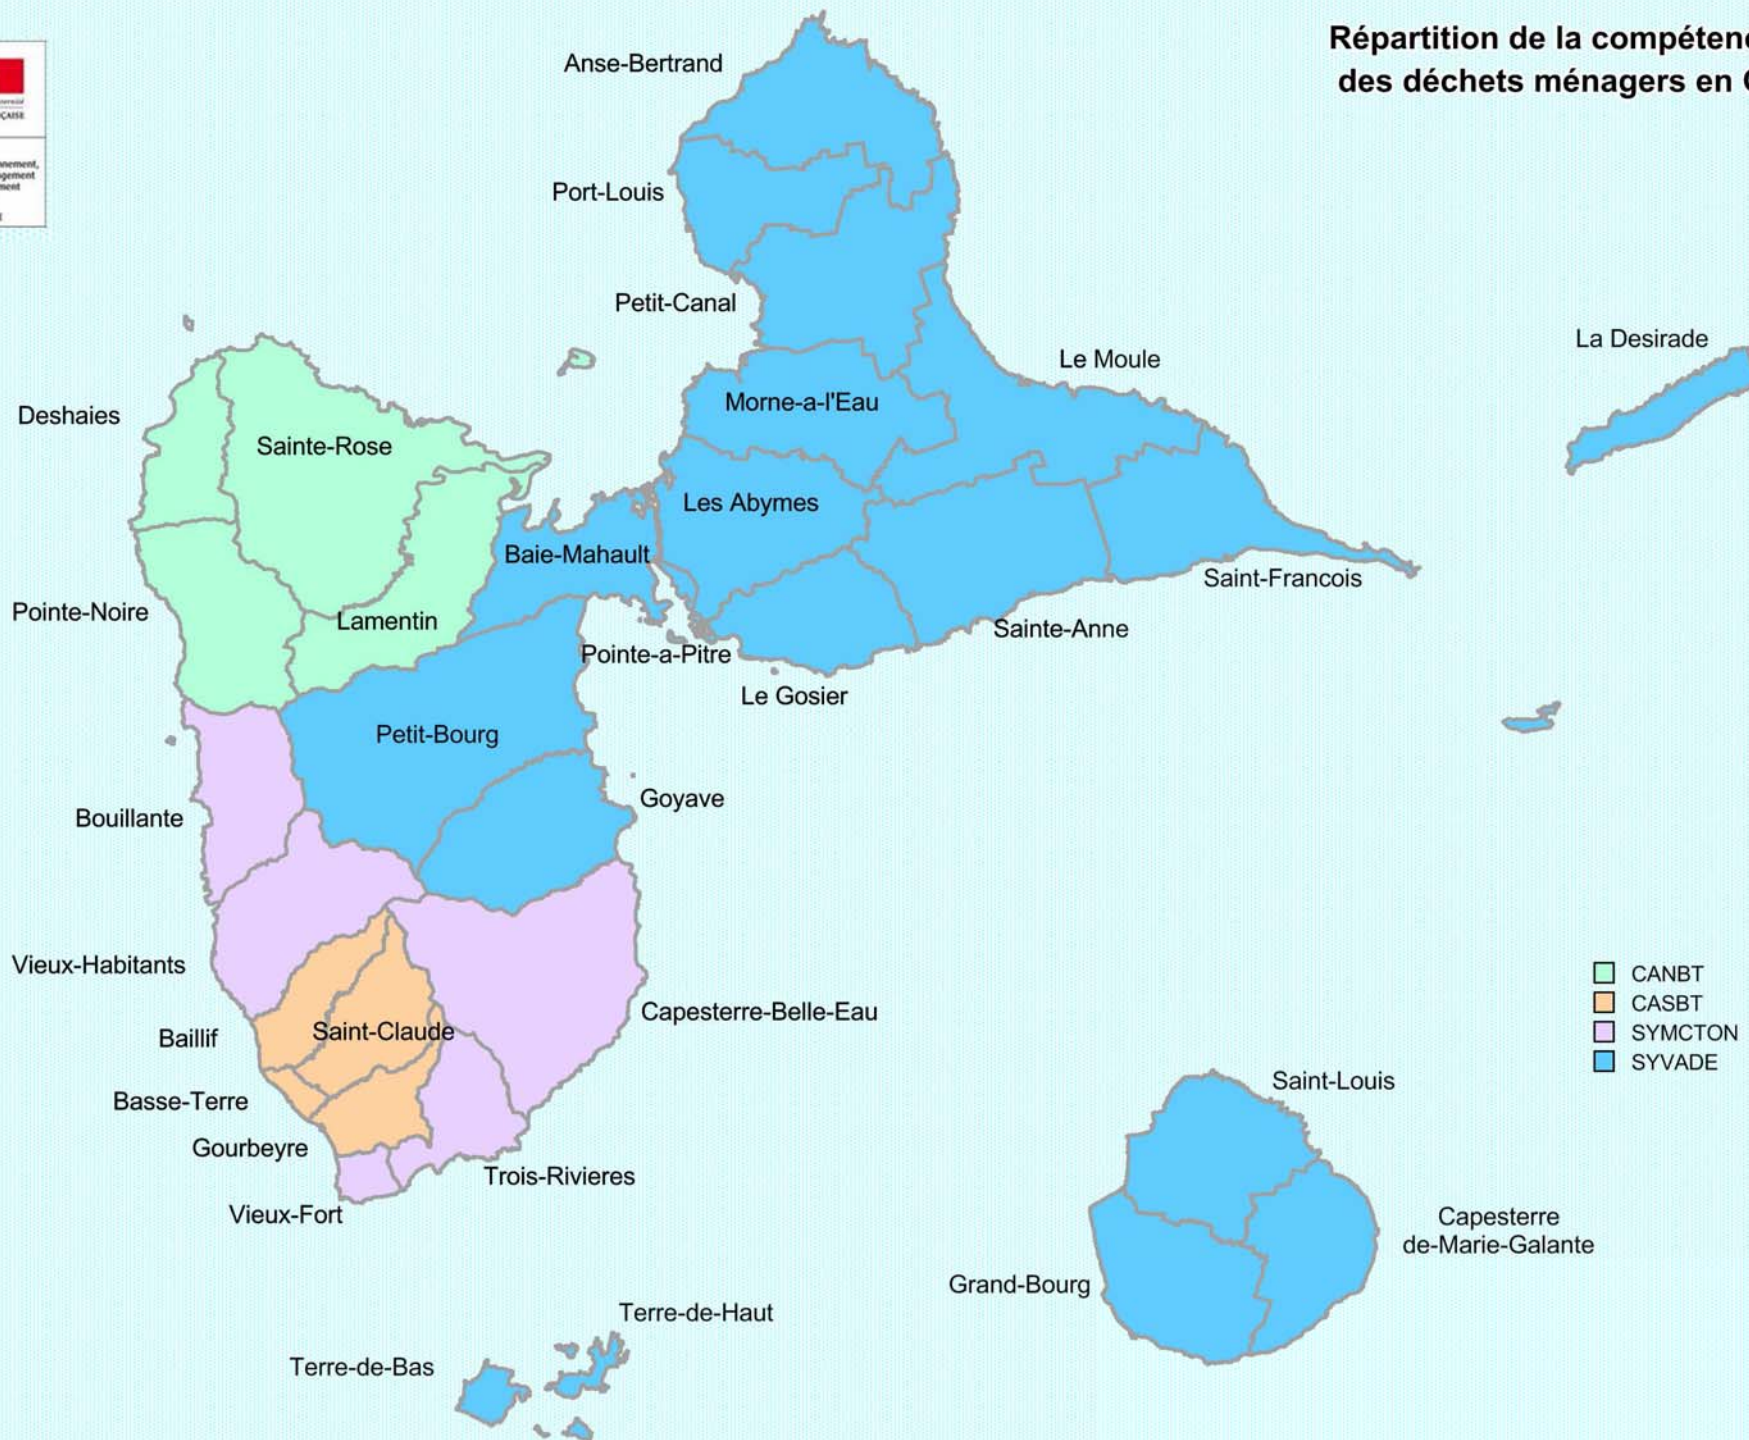 Répartition de la compétenc
des déchets ménagers en
ÇAISE
Anse-Bertrand
Port-Louis
Petit-Canal
La Desirade
Le Moule
Morne-a-l'Eau
Deshaies
Sainte-Rose
Les Abymes
Baie-Mahault
Saint-Francois
Pointe-Noire
Lamentin
Sainte-Anne
Pointe-a-Pitre
Le Gosier
Petit-Bourg
Goyave
Bouillante
Vieux-Habitants
Capesterre-Belle-Eau
Saint-Claude
Baillif
Basse-Terre
Gourbeyre
Trois-Rivieres
Vieux-Fort
CANBT
CASBT
SYMCTON
SYVADE
Saint-Louis
Capesterre
de-Marie-Galante
Grand-Bourg
Terre-de-Haut
Terre-de-Bas